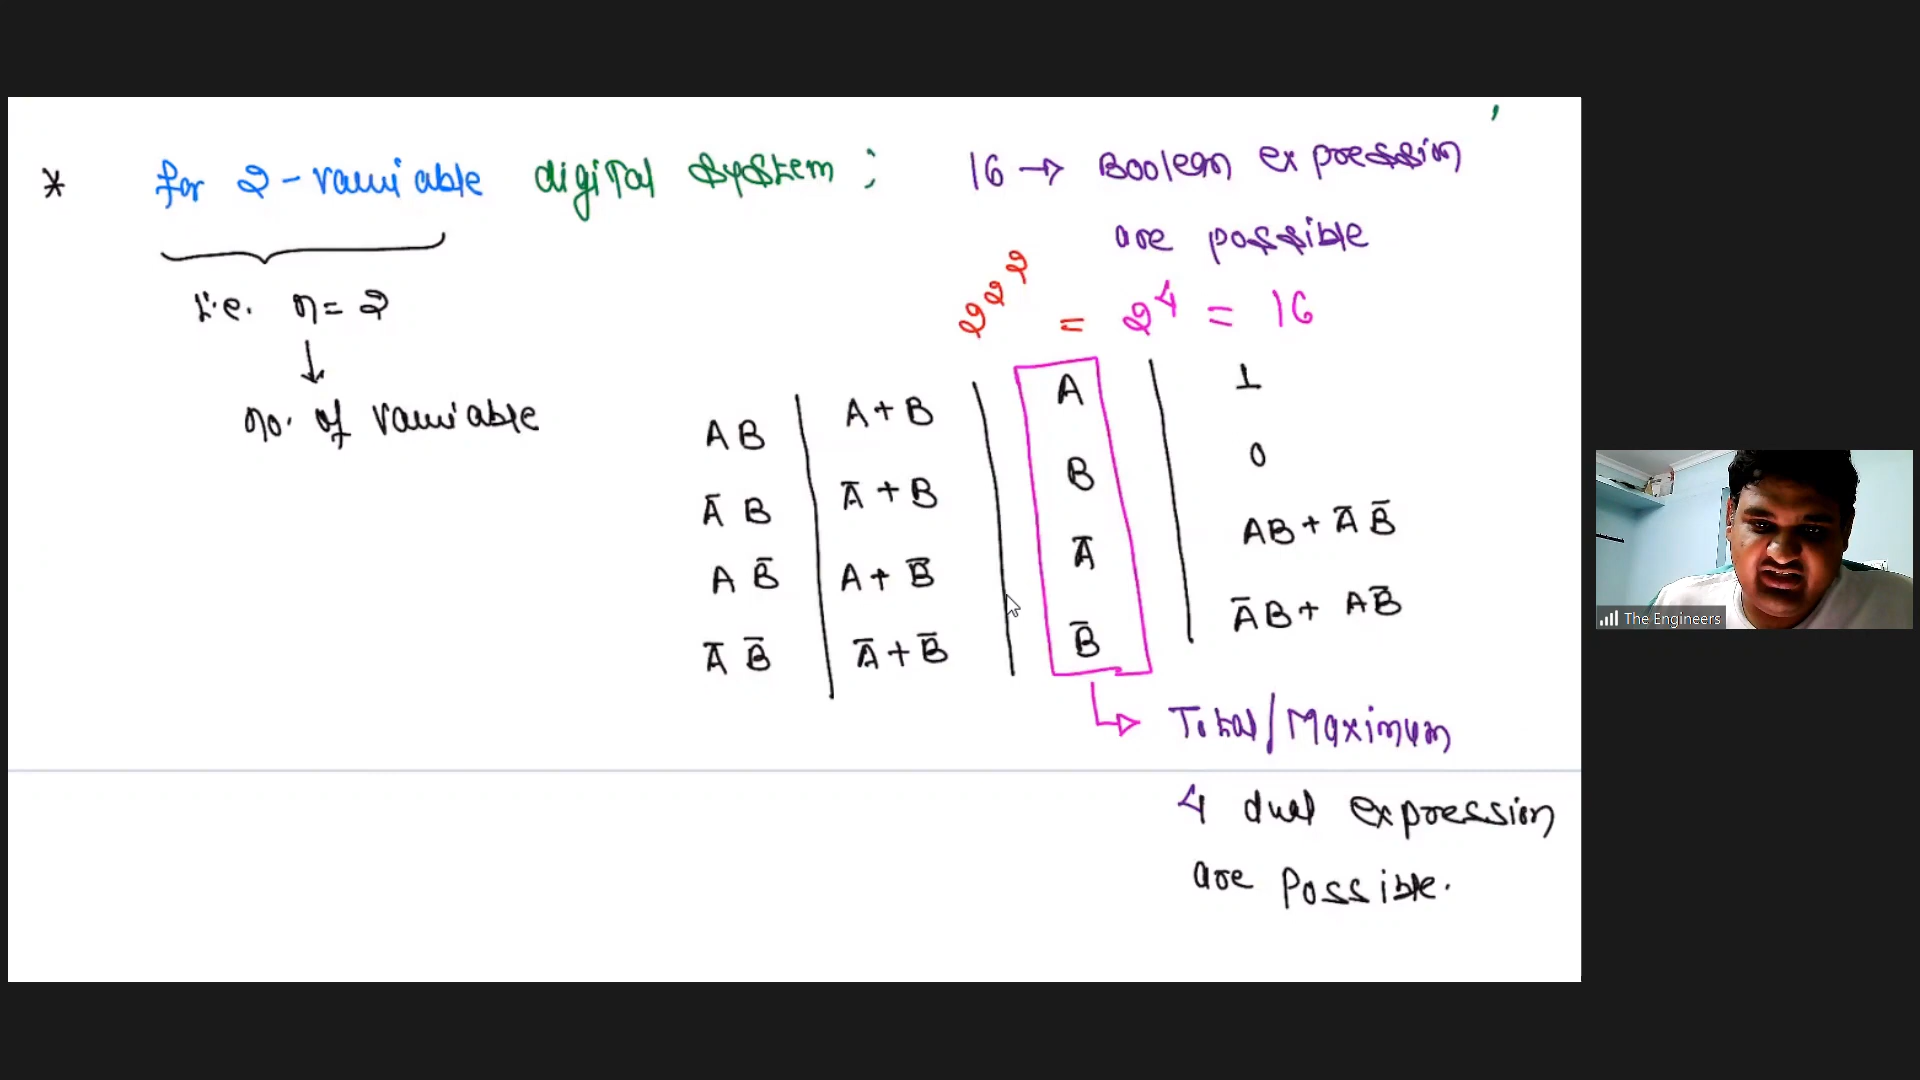 * for 2-variable digital system : 16 → Boolean expression
are possible
i.e. n = 2
2^2^2 = 2^4 = 16
no. of variable
AB | A+B | A | 1
A̅ B | A̅ + B | B | 0
A B̅ | A + B̅ | A̅ | AB + A̅ B̅
A̅ B̅ | A̅ + B̅ | B̅ | A̅B + AB̅
Total/Maximum
4 dual expression
are possible.
The Engineers